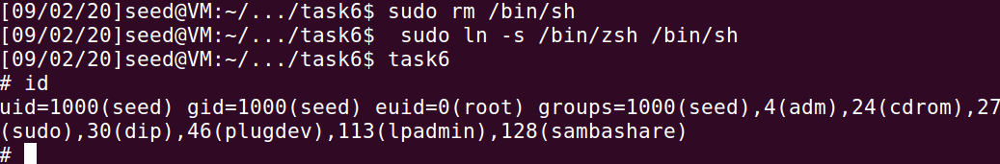 [09/02/20]seed@VM:~/.../task6$ sudo rm /bin/sh
[09/02/20]seed@VM:~/.../task6$  sudo ln -s /bin/zsh /bin/sh
[09/02/20]seed@VM:~/.../task6$ task6
# id
uid=1000(seed) gid=1000(seed) euid=0(root) groups=1000(seed),4(adm),24(cdrom),27
(sudo),30(dip),46(plugdev),113(lpadmin),128(sambashare)
#